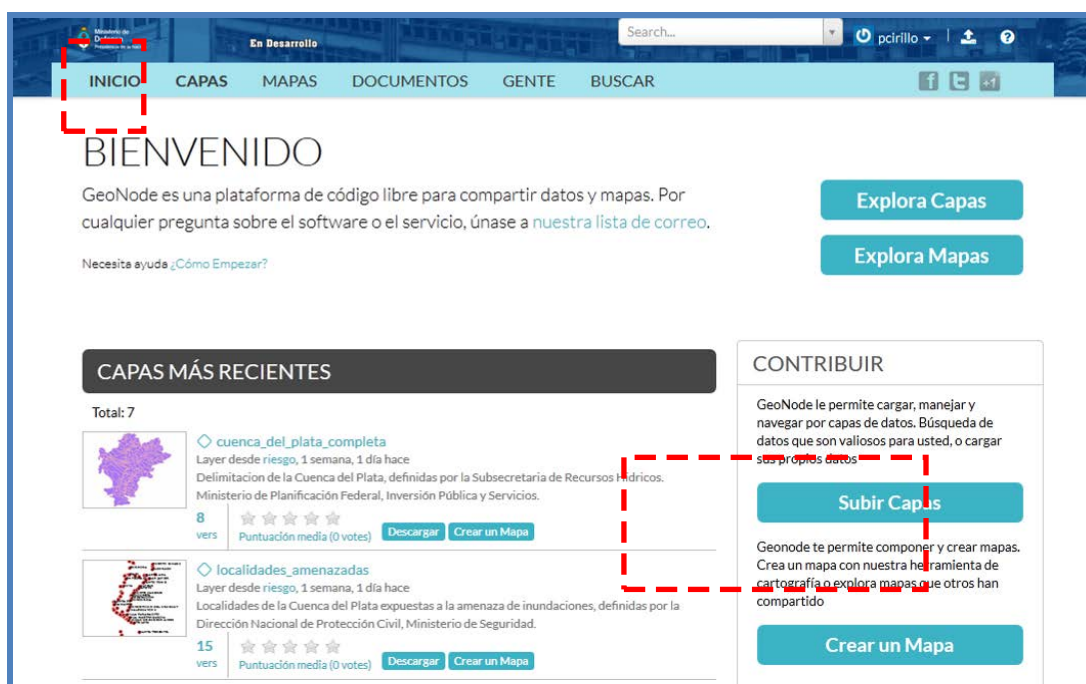 Ministerio de
Defensa
Presidencia de la Nación
En Desarrollo
Search...
pcirillo
INICIO CAPAS MAPAS DOCUMENTOS GENTE BUSCAR
f t +1
BIENVENIDO
GeoNode es una plataforma de código libre para compartir datos y mapas. Por
cualquier pregunta sobre el software o el servicio, únase a nuestra lista de correo.
Necesita ayuda ¿Cómo Empezar?
Explora Capas
Explora Mapas
CAPAS MÁS RECIENTES
Total: 7
cuenca_del_plata_completa
Layer desde riesgo, 1 semana, 1 día hace
Delimitacion de la Cuenca del Plata, definidas por la Subsecretaria de Recursos Hídricos.
Ministerio de Planificación Federal, Inversión Pública y Servicios.
8
vers
Puntuación media (0 votes) Descargar Crear un Mapa
localidades_amenazadas
Layer desde riesgo, 1 semana, 1 día hace
Localidades de la Cuenca del Plata expuestas a la amenaza de inundaciones, definidas por la
Dirección Nacional de Protección Civil, Ministerio de Seguridad.
15
vers
Puntuación media (0 votes) Descargar Crear un Mapa
CONTRIBUIR
GeoNode le permite cargar, manejar y
navegar por capas de datos. Búsqueda de
datos que son valiosos para usted, o cargar
sus propios datos
Subir Capas
Geonode te permite componer y crear mapas.
Crea un mapa con nuestra herramienta de
cartografía o explora mapas que otros han
compartido
Crear un Mapa